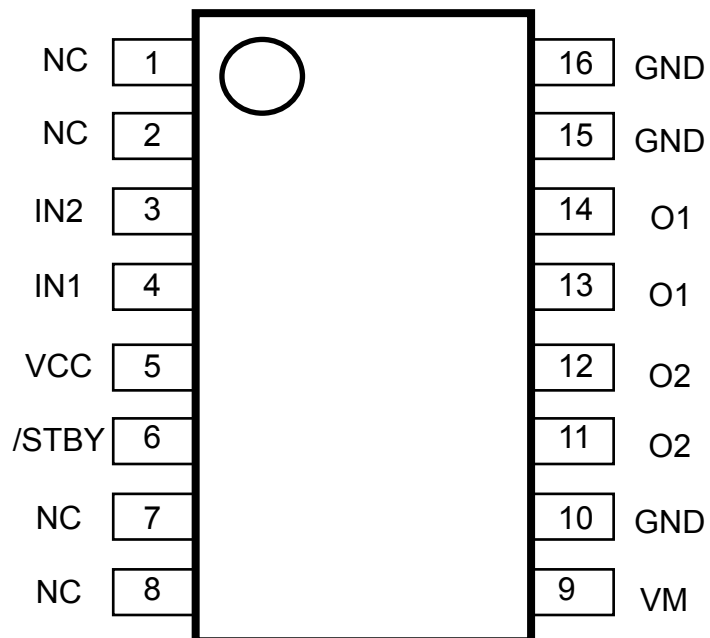 NC 1 16 GND
NC 2 15 GND
IN2 3 14 O1
IN1 4 13 O1
VCC 5 12 O2
/STBY 6 11 O2
NC 7 10 GND
NC 8 9 VM